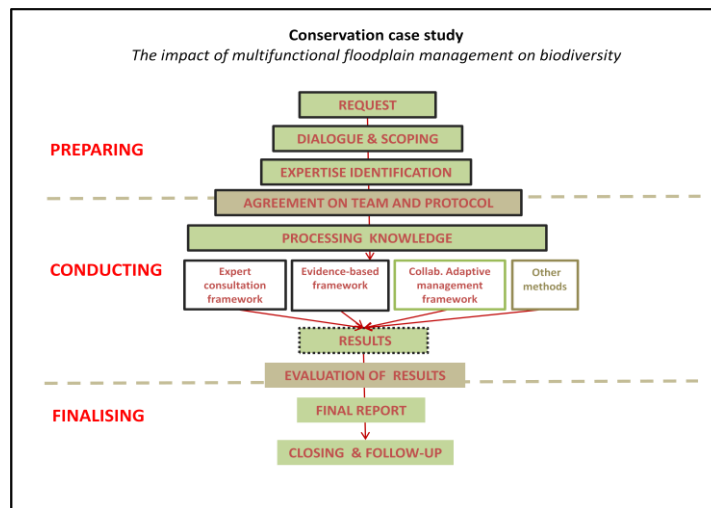 Conservation case study
The impact of multifunctional floodplain management on biodiversity
REQUEST
DIALOGUE & SCOPING
PREPARING
EXPERTISE IDENTIFICATION
AGREEMENT ON TEAM AND PROTOCOL
PROCESSING KNOWLEDGE
CONDUCTING
Expert
consultation
framework
Evidence-based
framework
Collab. Adaptive
management
framework
Other
methods
RESULTS
EVALUATION OF RESULTS
FINALISING
FINAL REPORT
CLOSING & FOLLOW-UP